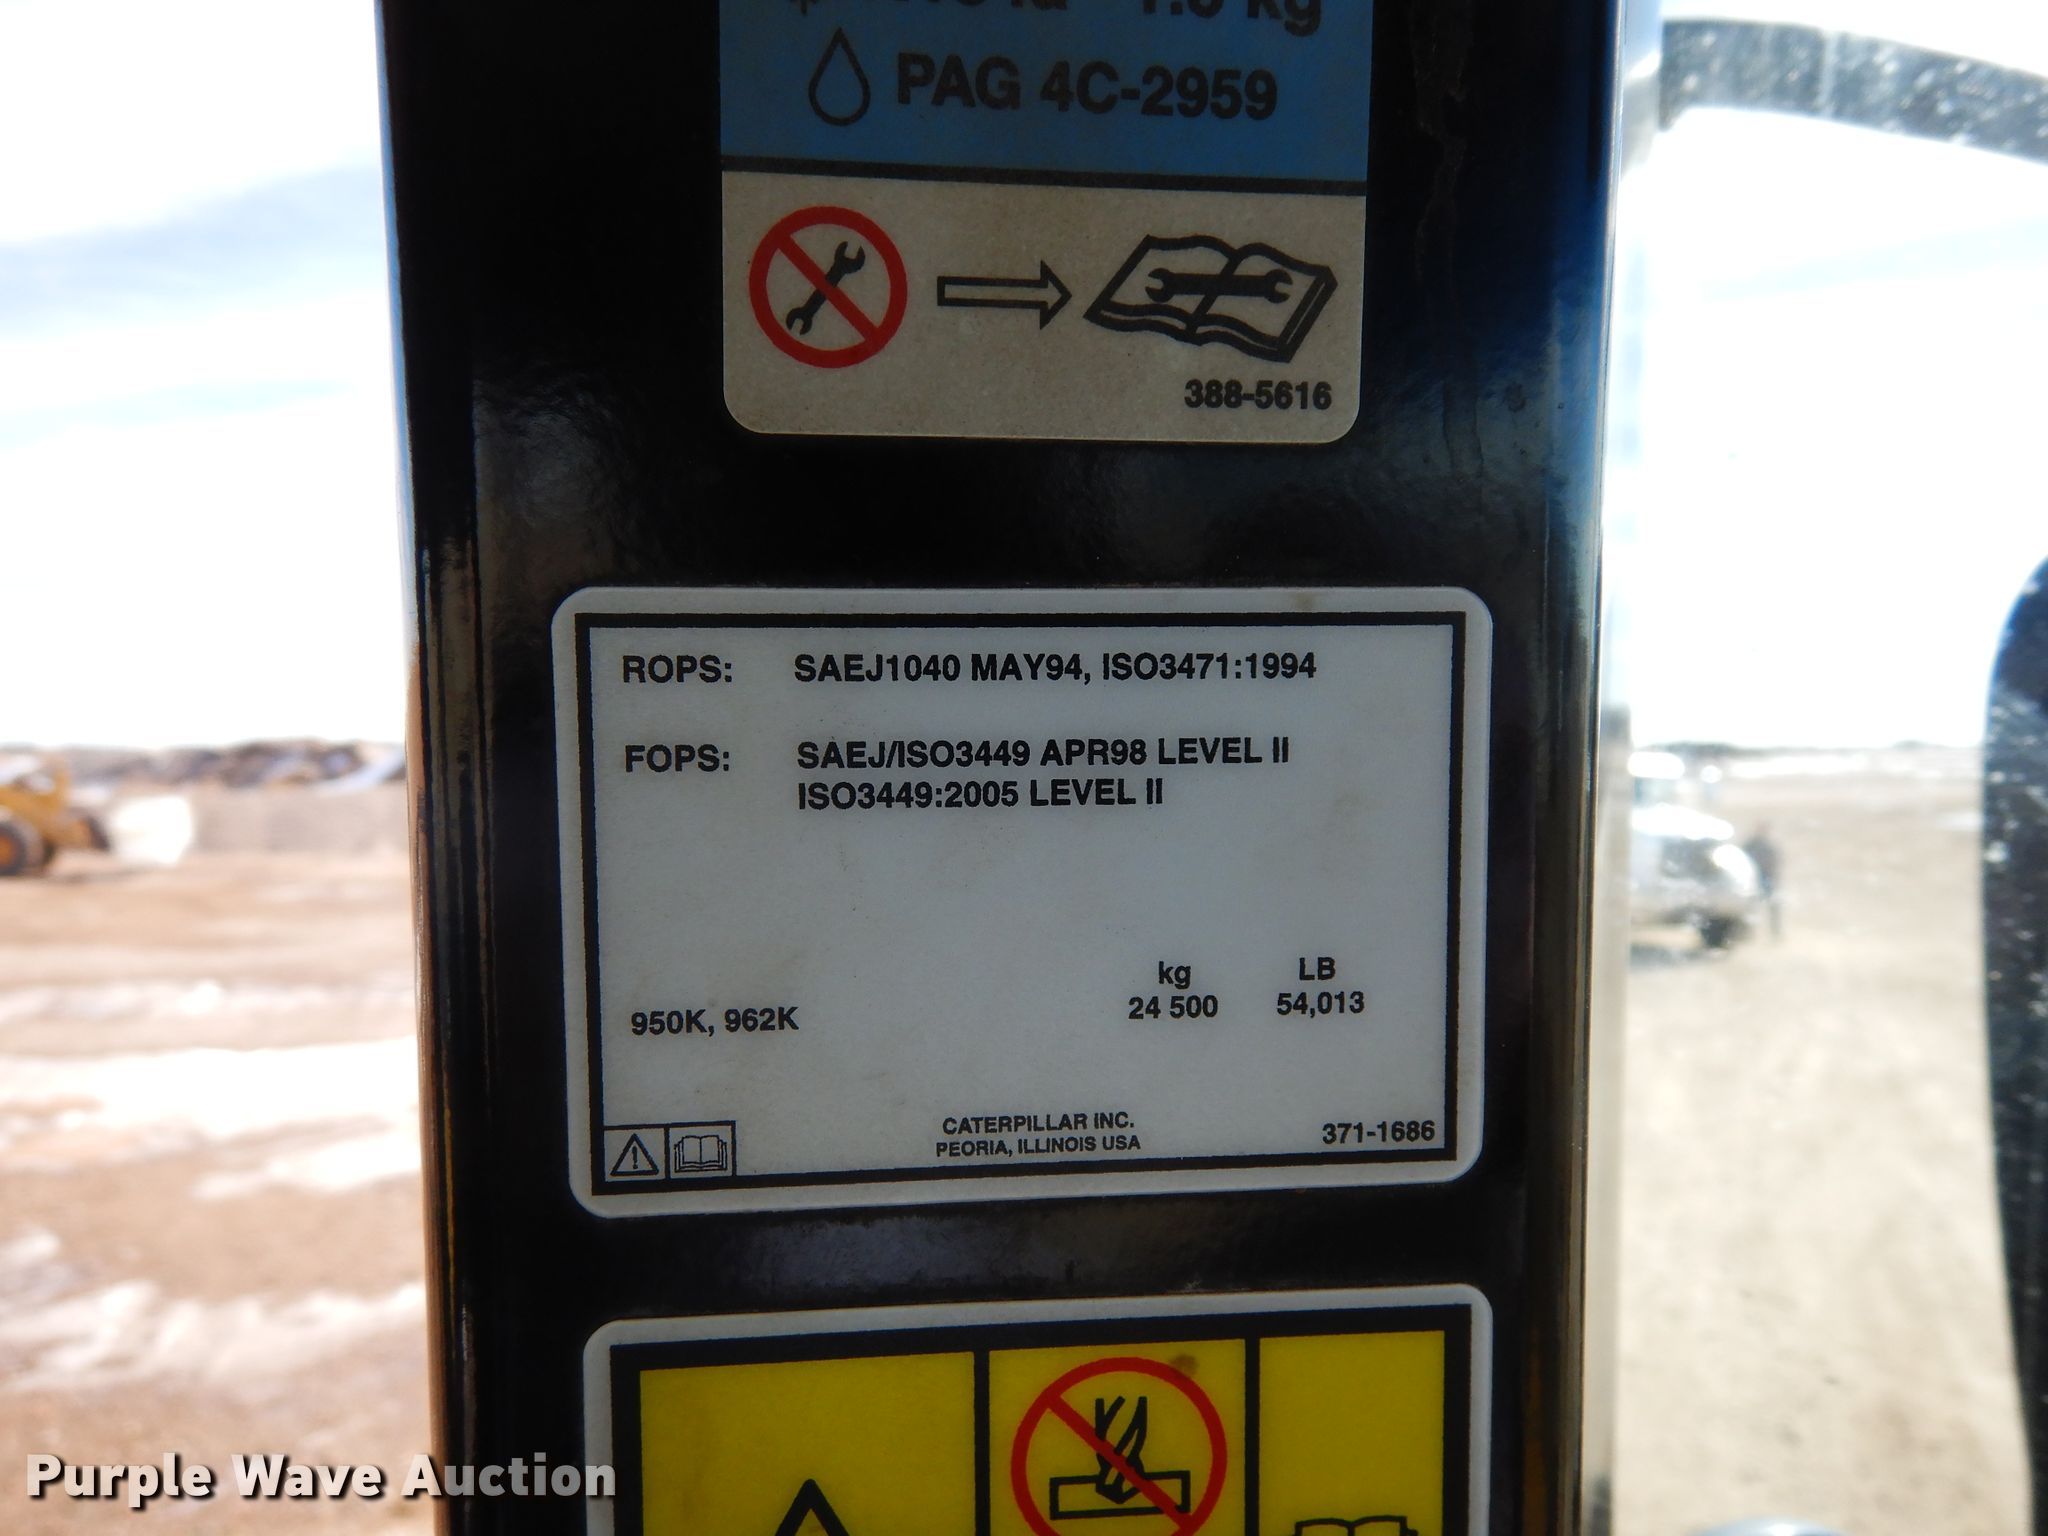 PAG 4C-2959
388-5616
ROPS: SAEJ1040 MAY94, ISO3471:1994
FOPS: SAEJ/ISO3449 APR98 LEVEL II
ISO3449:2005 LEVEL II
kg LB
950K, 962K 24 500 54,013
CATERPILLAR INC.
PEORIA, ILLINOIS USA
371-1686
Purple Wave Auction